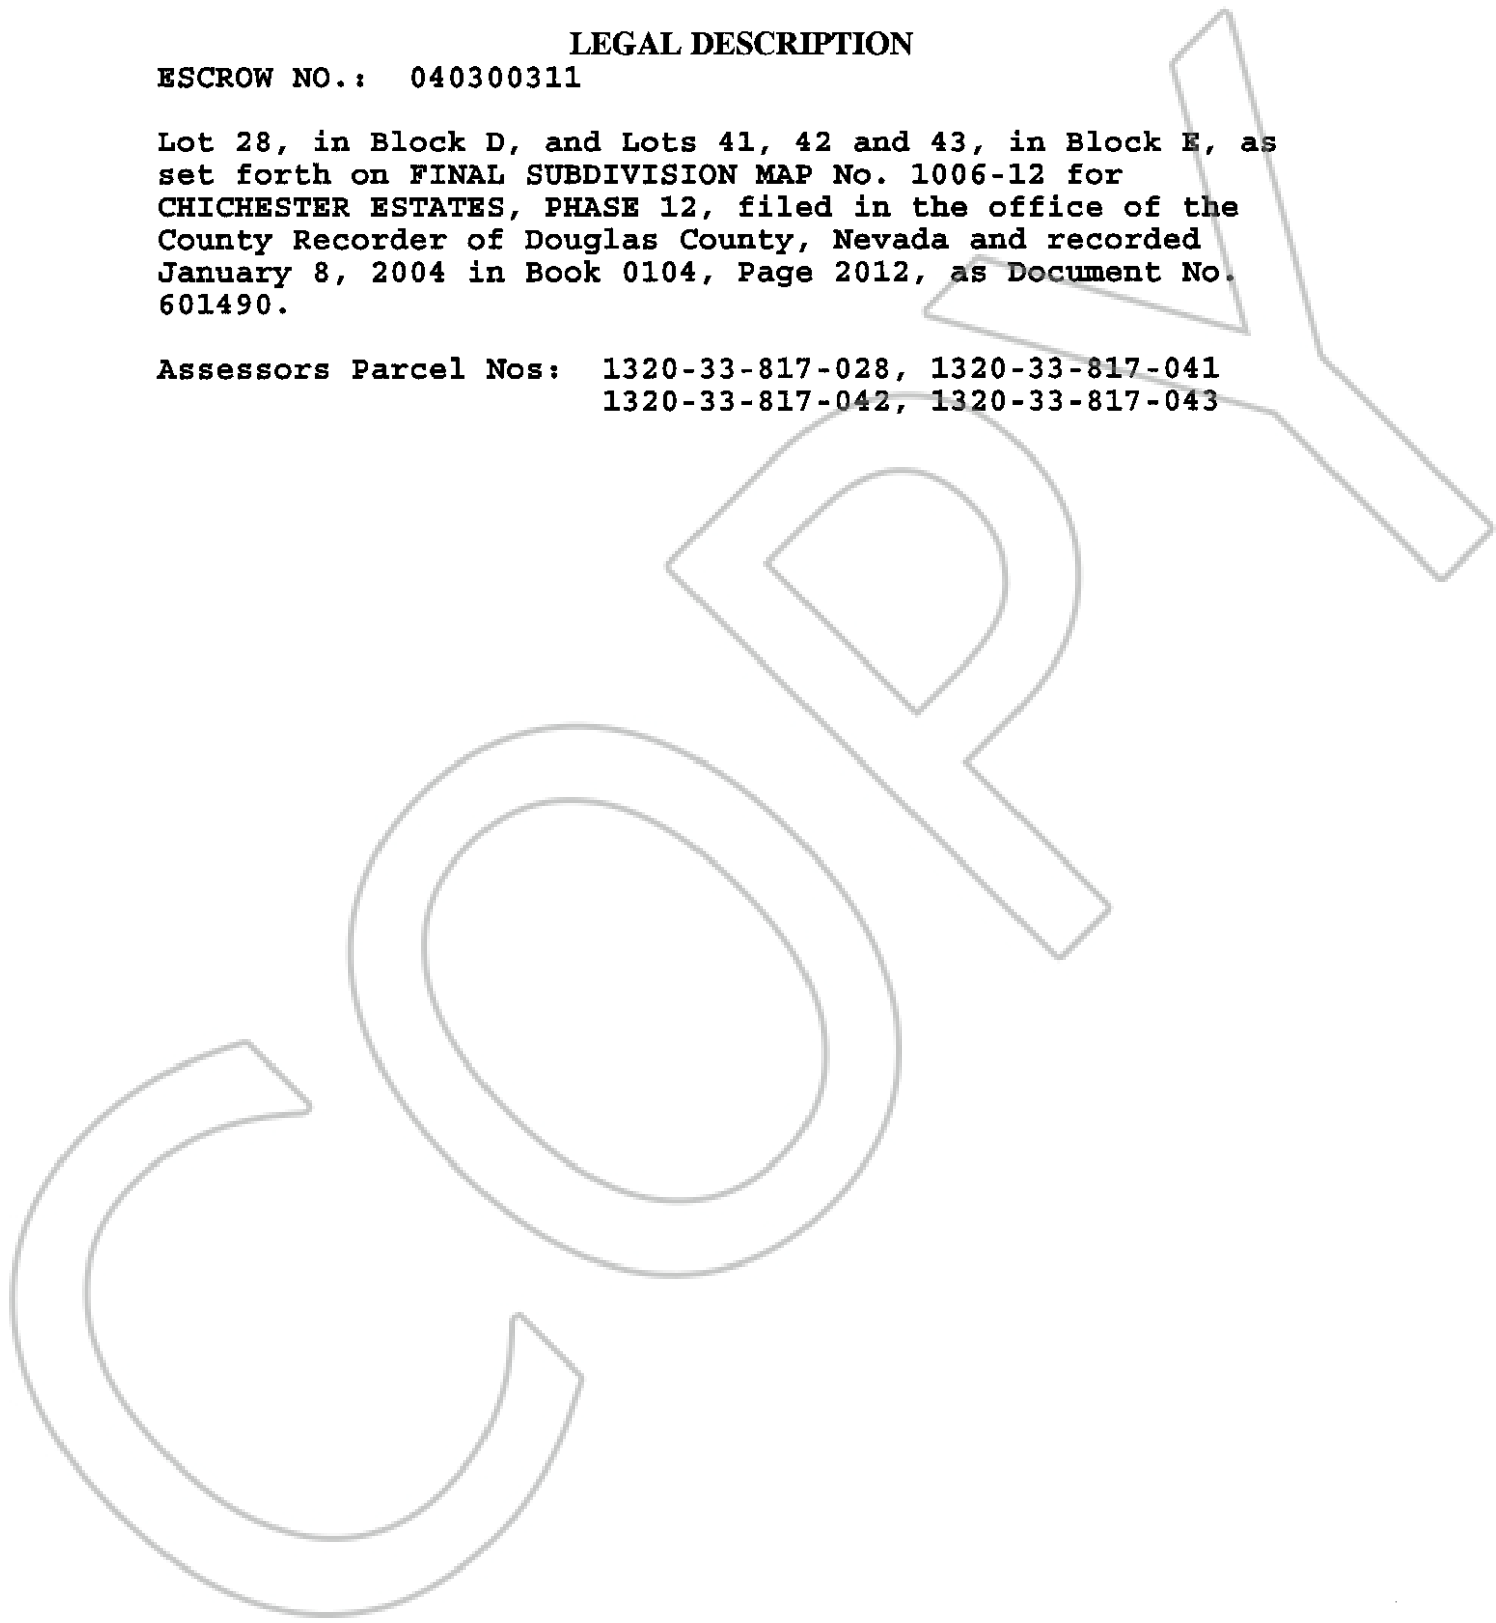 LEGAL DESCRIPTION
ESCROW NO.: 040300311
Lot 28, in Block D, and Lots 41, 42 and 43, in Block E, as
set forth on FINAL SUBDIVISION MAP No. 1006-12 for
CHICHESTER ESTATES, PHASE 12, filed in the office of the
County Recorder of Douglas County, Nevada and recorded
January 8, 2004 in Book 0104, Page 2012, as Document No.
601490.
Assessors Parcel Nos: 1320-33-817-028, 1320-33-817-041
1320-33-817-042, 1320-33-817-043
COPY